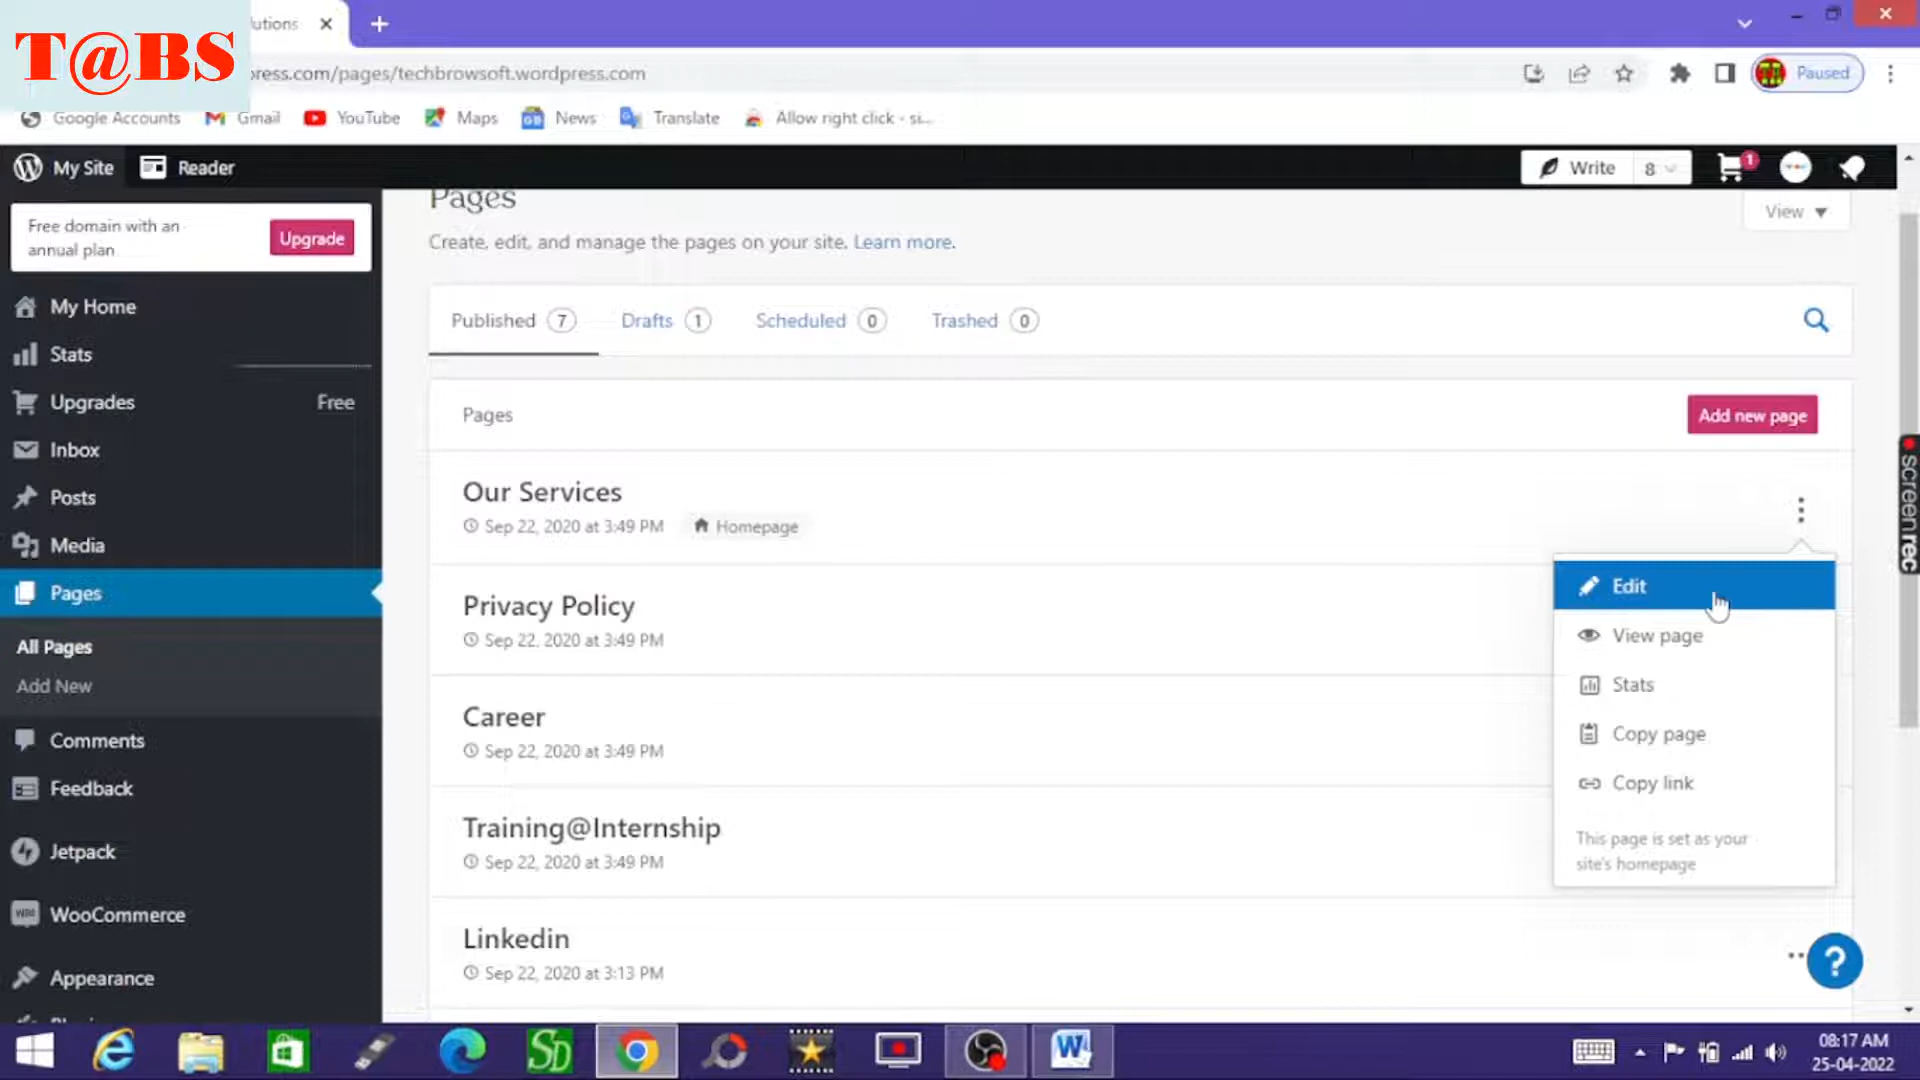 utions
T@BS
press.com/pages/techbrowsoft.wordpress.com
Paused
Google Accounts
Gmail
YouTube
Maps
News
Translate
Allow right click - si...
My Site
Reader
Write
8
1
Free domain with an
annual plan
Upgrade
Pages
View
Create, edit, and manage the pages on your site. Learn more.
My Home
Stats
Upgrades
Free
Inbox
Posts
Media
Pages
All Pages
Add New
Comments
Feedback
Jetpack
WooCommerce
Appearance
Published 7
Drafts 1
Scheduled 0
Trashed 0
Pages
Add new page
Our Services
Sep 22, 2020 at 3:49 PM
Homepage
Privacy Policy
Sep 22, 2020 at 3:49 PM
Career
Sep 22, 2020 at 3:49 PM
Training@Internship
Sep 22, 2020 at 3:49 PM
Linkedin
Sep 22, 2020 at 3:13 PM
Edit
View page
Stats
Copy page
Copy link
This page is set as your
site's homepage
?
screenrec
08:17 AM
25-04-2022